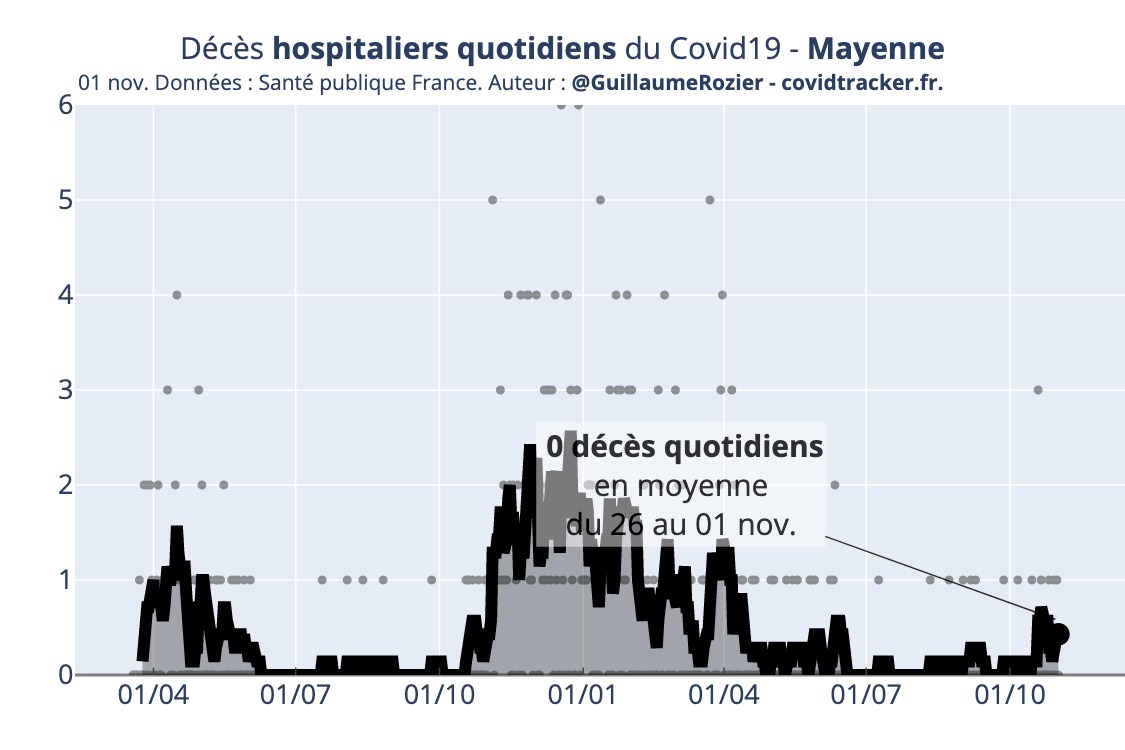 Décès hospitaliers quotidiens du Covid19 - Mayenne
01 nov. Données : Santé publique France. Auteur : @GuillaumeRozier - covidtracker.fr.
6
5
4
3
2
1
0
0 décès quotidiens
en moyenne
du 26 au 01 nov.
01/04 01/07 01/10 01/01 01/04 01/07 01/10